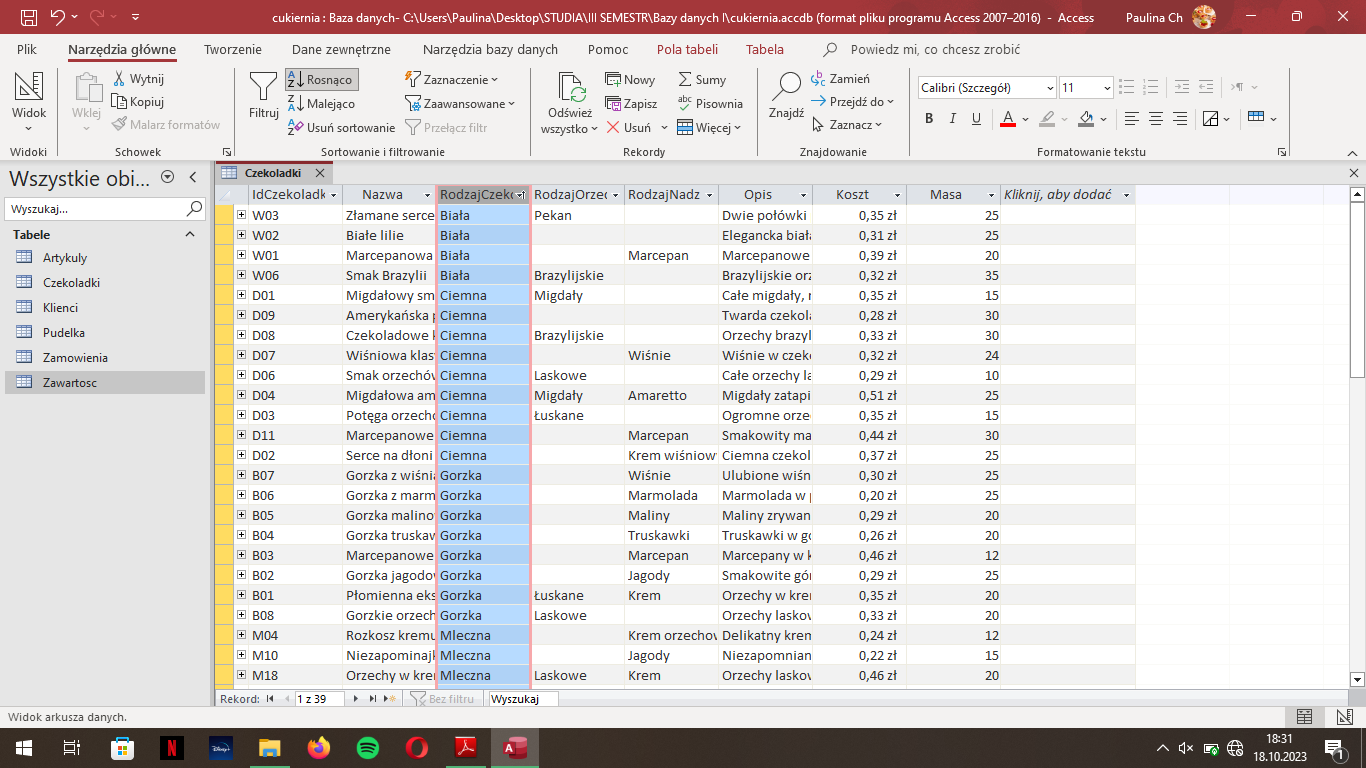 cukiernia : Baza danych- C:\Users\Paulina\Desktop\STUDIA\III SEMESTR\Bazy danych I\cukiernia.accdb (format pliku programu Access 2007–2016) - Access Paulina Ch
Plik Narzędzia główne Tworzenie Dane zewnętrzne Narzędzia bazy danych Pomoc Pola tabeli Tabela Powiedz mi, co chcesz zrobić
Widok
Widoki
Wklej
Wytnij
Kopiuj
Malarz formatów
Schowek
Filtruj
Rosnąco
Malejąco
Usuń sortowanie
Zaznaczenie
Zaawansowane
Przełącz filtr
Sortowanie i filtrowanie
Odśwież
wszystko
Nowy
Zapisz
Usuń
Sumy
Pisownia
Więcej
Rekordy
Znajdź
Zamień
Przejdź do
Zaznacz
Znajdowanie
Calibri (Szczegół) 11
B I U A
Formatowanie tekstu
Wszystkie obi...
Wyszukaj...
Tabele
Artykuly
Czekoladki
Klienci
Pudelka
Zamowienia
Zawartosc
Czekoladki
IdCzekoladk Nazwa RodzajCzeko RodzajOrzec RodzajNadz Opis Koszt Masa Kliknij, aby dodać
W03 Złamane serce Biała Pekan Dwie połówki 0,35 zł 25
W02 Białe lilie Biała Elegancka biała 0,31 zł 25
W01 Marcepanowa Biała Marcepan Marcepanowe 0,39 zł 20
W06 Smak Brazylii Biała Brazylijskie Brazylijskie orz 0,32 zł 35
D01 Migdałowy sm Ciemna Migdały Całe migdały, 0,35 zł 15
D09 Amerykańska p Ciemna Twarda czekola 0,28 zł 30
D08 Czekoladowe k Ciemna Brazylijskie Orzechy brazyl 0,33 zł 30
D07 Wiśniowa klas Ciemna Wiśnie Wiśnie w czeko 0,32 zł 24
D06 Smak orzechów Ciemna Laskowe Całe orzechy la 0,29 zł 10
D04 Migdałowa am Ciemna Migdały Amaretto Migdały zatapi 0,51 zł 25
D03 Potęga orzecho Ciemna Łuskane Ogromne orze 0,35 zł 15
D11 Marcepanowe Ciemna Marcepan Smakowity ma 0,44 zł 30
D02 Serce na dłoni Ciemna Krem wiśniowy Ciemna czekol 0,37 zł 25
B07 Gorzka z wiśnia Gorzka Wiśnie Ulubione wiśn 0,30 zł 25
B06 Gorzka z marm Gorzka Marmolada Marmolada w p 0,20 zł 25
B05 Gorzka malino Gorzka Maliny Maliny zrywan 0,29 zł 20
B04 Gorzka truskaw Gorzka Truskawki Truskawki w go 0,26 zł 20
B03 Marcepanowe Gorzka Marcepan Marcepany w k 0,46 zł 12
B02 Gorzka jagodow Gorzka Jagody Smakowite gór 0,29 zł 25
B01 Płomienna eks Gorzka Łuskane Krem Orzechy w krem 0,35 zł 20
B08 Gorzkie orzech Gorzka Laskowe Orzechy laskow 0,33 zł 20
M04 Rozkosz kremu Mleczna Krem orzechow Delikatny krem 0,24 zł 12
M10 Niezapominajk Mleczna Jagody Niezapomnian 0,22 zł 15
M18 Orzechy w krem Mleczna Laskowe Krem Orzechy laskow 0,46 zł 20
Rekord: 1 z 39 Bez filtru Wyszukaj
Widok arkusza danych.
18:31
18.10.2023
1